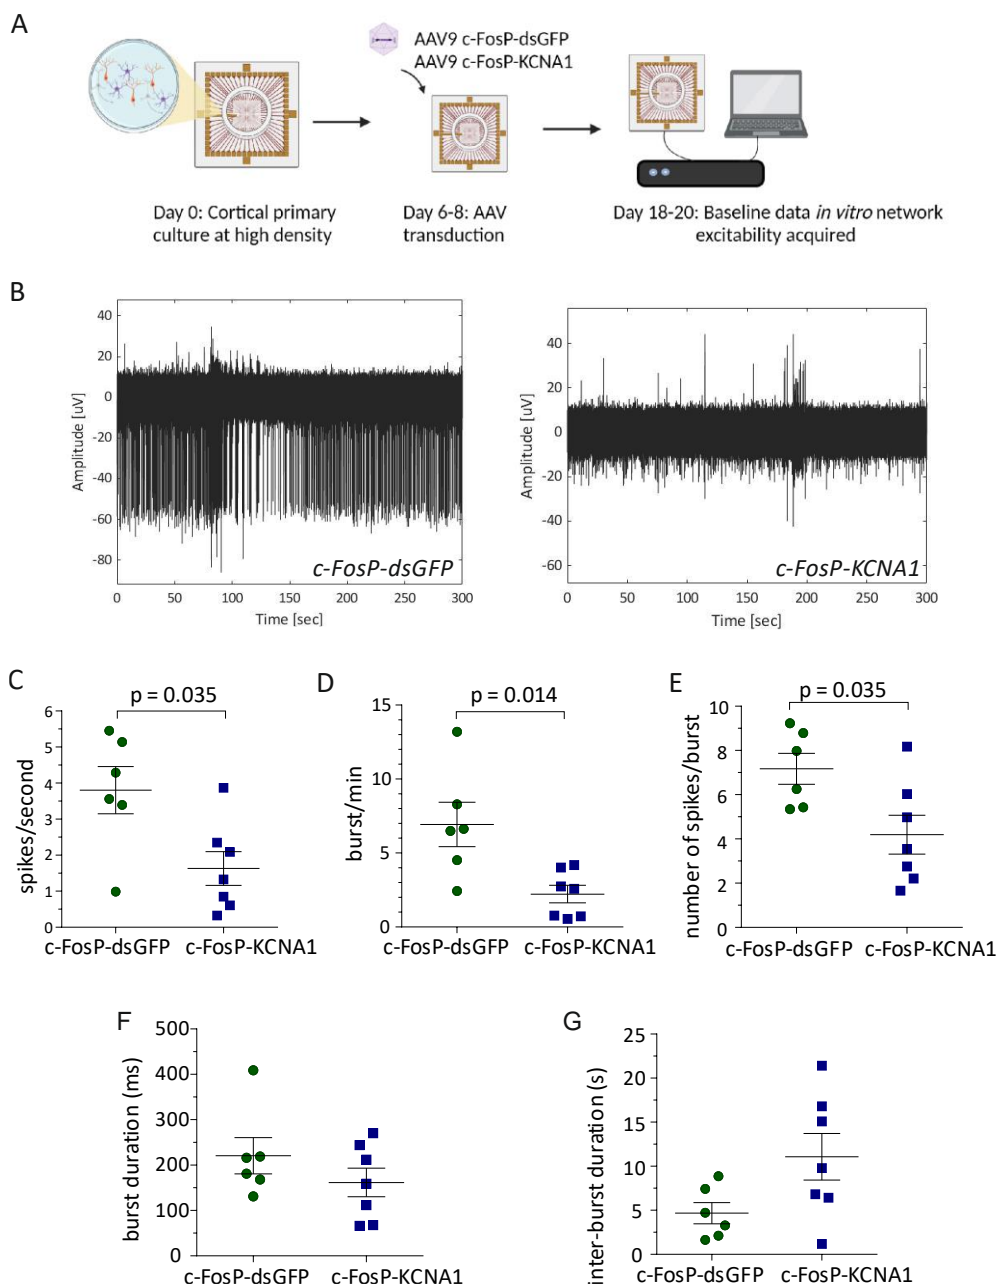 A
AAV9 c-FosP-dsGFP
AAV9 c-FosP-KCNA1
Day 0: Cortical primary
culture at high density
Day 6-8: AAV
transduction
Day 18-20: Baseline data in vitro network
excitability acquired
B
40
20
0
-20
-40
-60
-80
Amplitude [uV]
c-FosP-dsGFP
0 50 100 150 200 250 300
Time [sec]
40
20
0
-20
-40
-60
Amplitude [uV]
c-FosP-KCNA1
0 50 100 150 200 250 300
Time [sec]
C
p = 0.035
6
5
4
3
2
1
0
spikes/second
c-FosP-dsGFP c-FosP-KCNA1
D
p = 0.014
15
10
5
0
burst/min
c-FosP-dsGFP c-FosP-KCNA1
E
p = 0.035
10
8
6
4
2
0
number of spikes/burst
c-FosP-dsGFP c-FosP-KCNA1
F
500
400
300
200
100
0
burst duration (ms)
c-FosP-dsGFP c-FosP-KCNA1
G
25
20
15
10
5
0
inter-burst duration (s)
c-FosP-dsGFP c-FosP-KCNA1